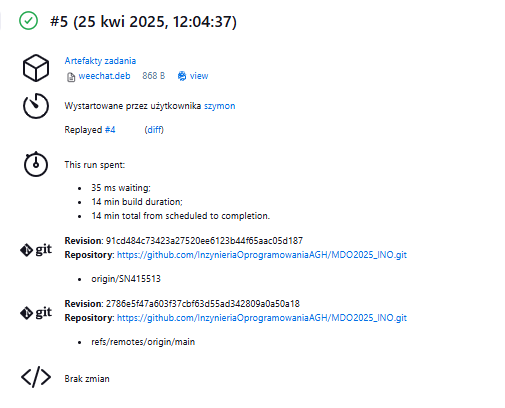 #5 (25 kwi 2025, 12:04:37)
Artefakty zadania
weechat.deb 868 B view
Wystartowane przez użytkownika szymon
Replayed #4 (diff)
This run spent:
• 35 ms waiting;
• 14 min build duration;
• 14 min total from scheduled to completion.
git
Revision: 91cd484c73423a27520ee6123b44f65aac05d187
Repository: https://github.com/InzynieriaOprogramowaniaAGH/MDO2025_INO.git
• origin/SN415513
git
Revision: 2786e5f47a603f37cbf63d55ad342809a0a50a18
Repository: https://github.com/InzynieriaOprogramowaniaAGH/MDO2025_INO.git
• refs/remotes/origin/main
Brak zmian